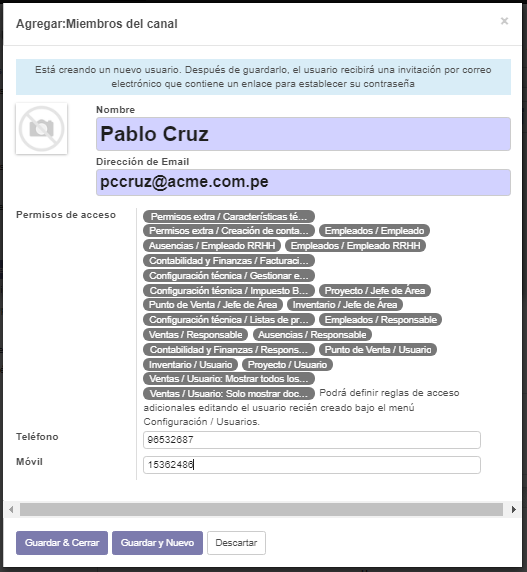 Agregar:Miembros del canal
×
Está creando un nuevo usuario. Después de guardarlo, el usuario recibirá una invitación por correo
electrónico que contiene un enlace para establecer su contraseña
Nombre
Pablo Cruz
Dirección de Email
pccruz@acme.com.pe
Permisos de acceso
Permisos extra / Características té...
Permisos extra / Creación de conta... Empleados / Empleado
Ausencias / Empleado RRHH Empleados / Empleado RRHH
Contabilidad y Finanzas / Facturaci...
Configuración técnica / Gestionar e...
Configuración técnica / Impuesto B... Proyecto / Jefe de Área
Punto de Venta / Jefe de Área Inventario / Jefe de Área
Configuración técnica / Listas de pr... Empleados / Responsable
Ventas / Responsable Ausencias / Responsable
Contabilidad y Finanzas / Respons... Punto de Venta / Usuario
Inventario / Usuario Proyecto / Usuario
Ventas / Usuario: Mostrar todos los...
Ventas / Usuario: Solo mostrar doc... Podrá definir reglas de acceso
adicionales editando el usuario recién creado bajo el menú
Configuración / Usuarios.
Teléfono 96532687
Móvil 15362486
Guardar & Cerrar Guardar y Nuevo Descartar